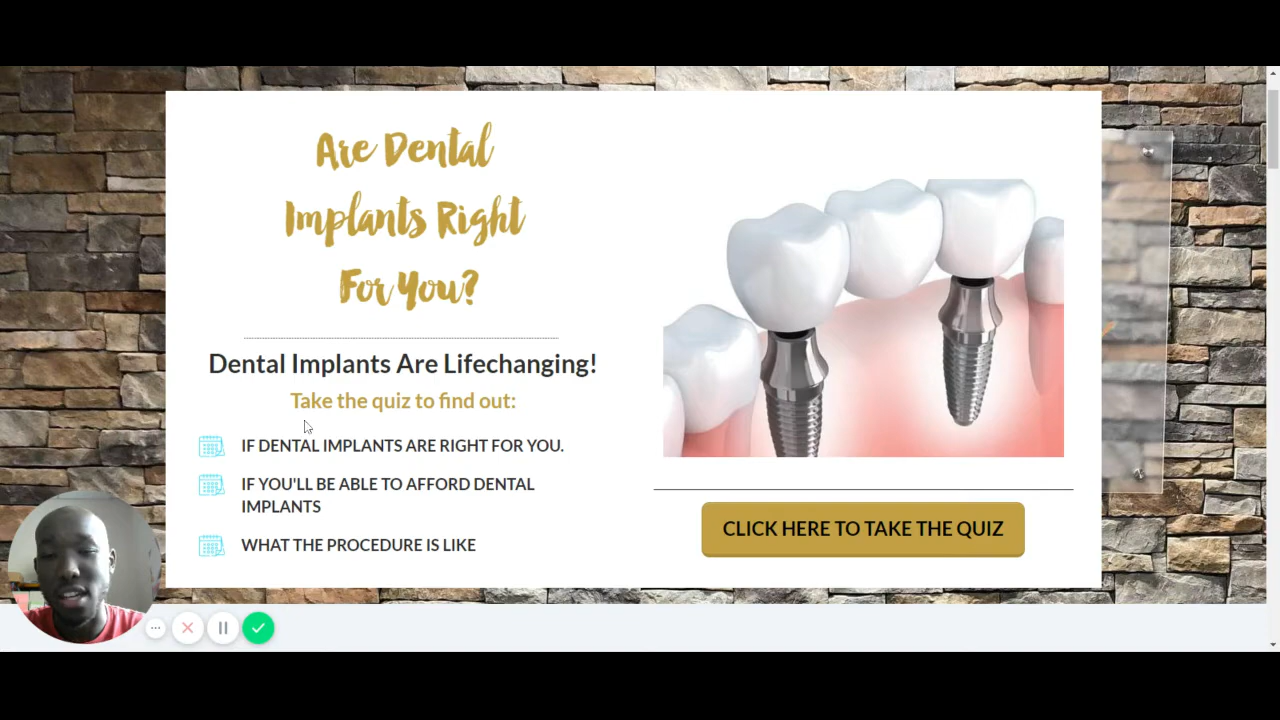 Are Dental
Implants Right
For You?
Dental Implants Are Lifechanging!
Take the quiz to find out:
IF DENTAL IMPLANTS ARE RIGHT FOR YOU.
IF YOU'LL BE ABLE TO AFFORD DENTAL
IMPLANTS
WHAT THE PROCEDURE IS LIKE
CLICK HERE TO TAKE THE QUIZ